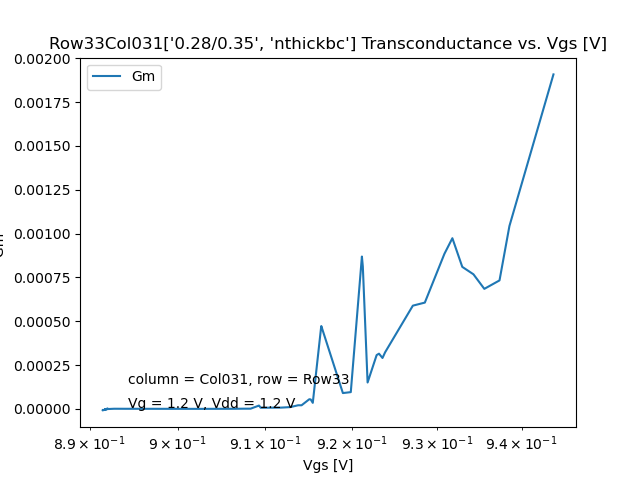 Row33Col031['0.28/0.35', 'nthickbc'] Transconductance vs. Vgs [V]
0.00200
Gm
0.00175
0.00150
0.00125
0.00100
0.00075
0.00050
0.00025
0.00000
column = Col031, row = Row33
Vg = 1.2 V, Vdd = 1.2 V
8.9 × 10⁻¹ 9 × 10⁻¹ 9.1 × 10⁻¹ 9.2 × 10⁻¹ 9.3 × 10⁻¹ 9.4 × 10⁻¹
Vgs [V]